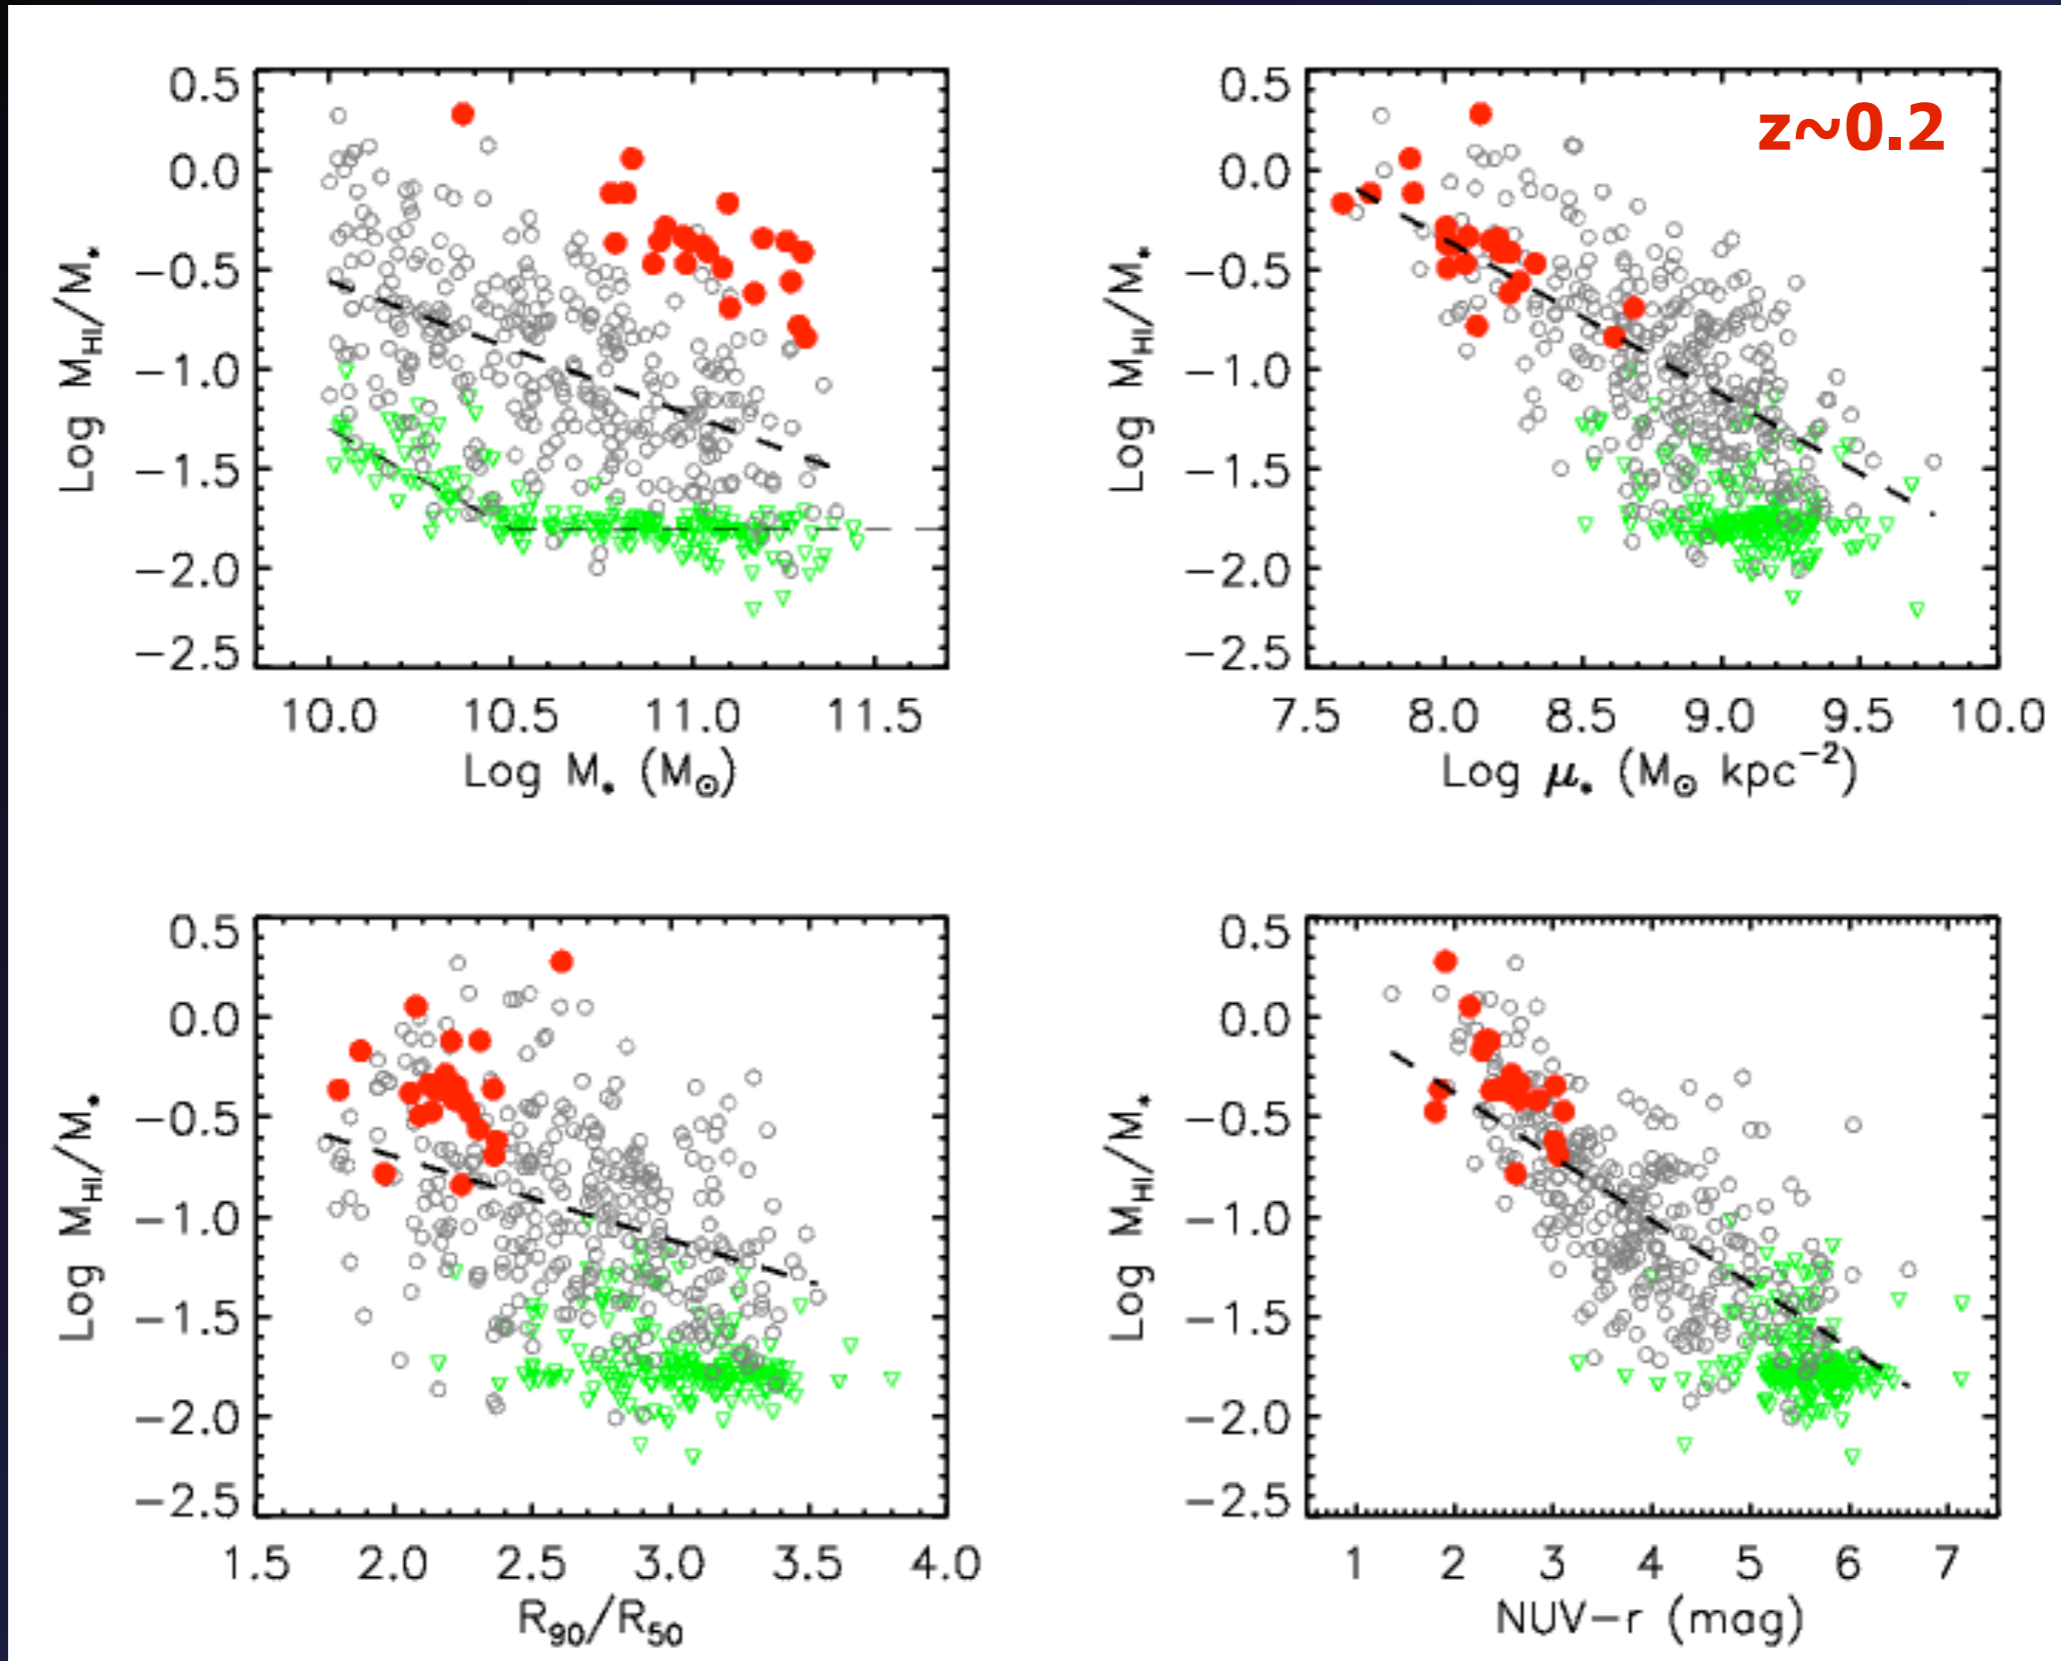 0.5
0.0
−0.5
−1.0
−1.5
−2.0
−2.5
Log M_HI/M_*
10.0 10.5 11.0 11.5
Log M_* (M_⊙)
z~0.2
0.5
0.0
−0.5
−1.0
−1.5
−2.0
−2.5
Log M_HI/M_*
7.5 8.0 8.5 9.0 9.5 10.0
Log μ_* (M_⊙ kpc⁻²)
0.5
0.0
−0.5
−1.0
−1.5
−2.0
−2.5
Log M_HI/M_*
1.5 2.0 2.5 3.0 3.5 4.0
R₉₀/R₅₀
0.5
0.0
−0.5
−1.0
−1.5
−2.0
−2.5
Log M_HI/M_*
1 2 3 4 5 6 7
NUV−r (mag)